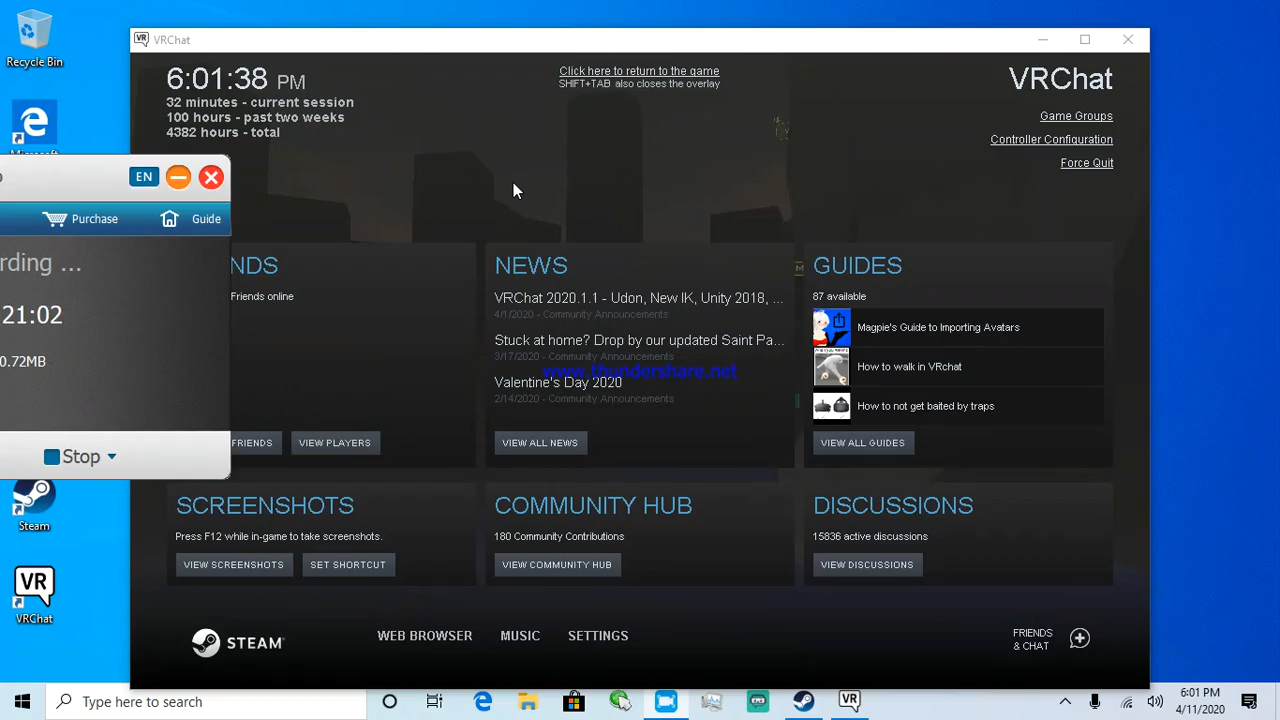 Recycle Bin
VRChat
6:01:38 PM
32 minutes - current session
100 hours - past two weeks
4382 hours - total
Click here to return to the game
SHIFT+TAB also closes the overlay
VRChat
Game Groups
Controller Configuration
Force Quit
EN
Purchase
Guide
rding ...
21:02
0.72MB
Stop
NDS
Friends online
FRIENDS
VIEW PLAYERS
NEWS
VRChat 2020.1.1 - Udon, New IK, Unity 2018, ...
4/1/2020 - Community Announcements
Stuck at home? Drop by our updated Saint Pa...
3/17/2020 - Community Announcements
www.thundershare.net
Valentine's Day 2020
2/14/2020 - Community Announcements
VIEW ALL NEWS
GUIDES
87 available
Magpie's Guide to Importing Avatars
How to walk in VRchat
How to not get baited by traps
VIEW ALL GUIDES
Steam
VR
VRChat
SCREENSHOTS
Press F12 while in-game to take screenshots.
VIEW SCREENSHOTS
SET SHORTCUT
COMMUNITY HUB
180 Community Contributions
VIEW COMMUNITY HUB
DISCUSSIONS
15836 active discussions
VIEW DISCUSSIONS
STEAM
WEB BROWSER
MUSIC
SETTINGS
FRIENDS
& CHAT
Type here to search
VR
6:01 PM
4/11/2020